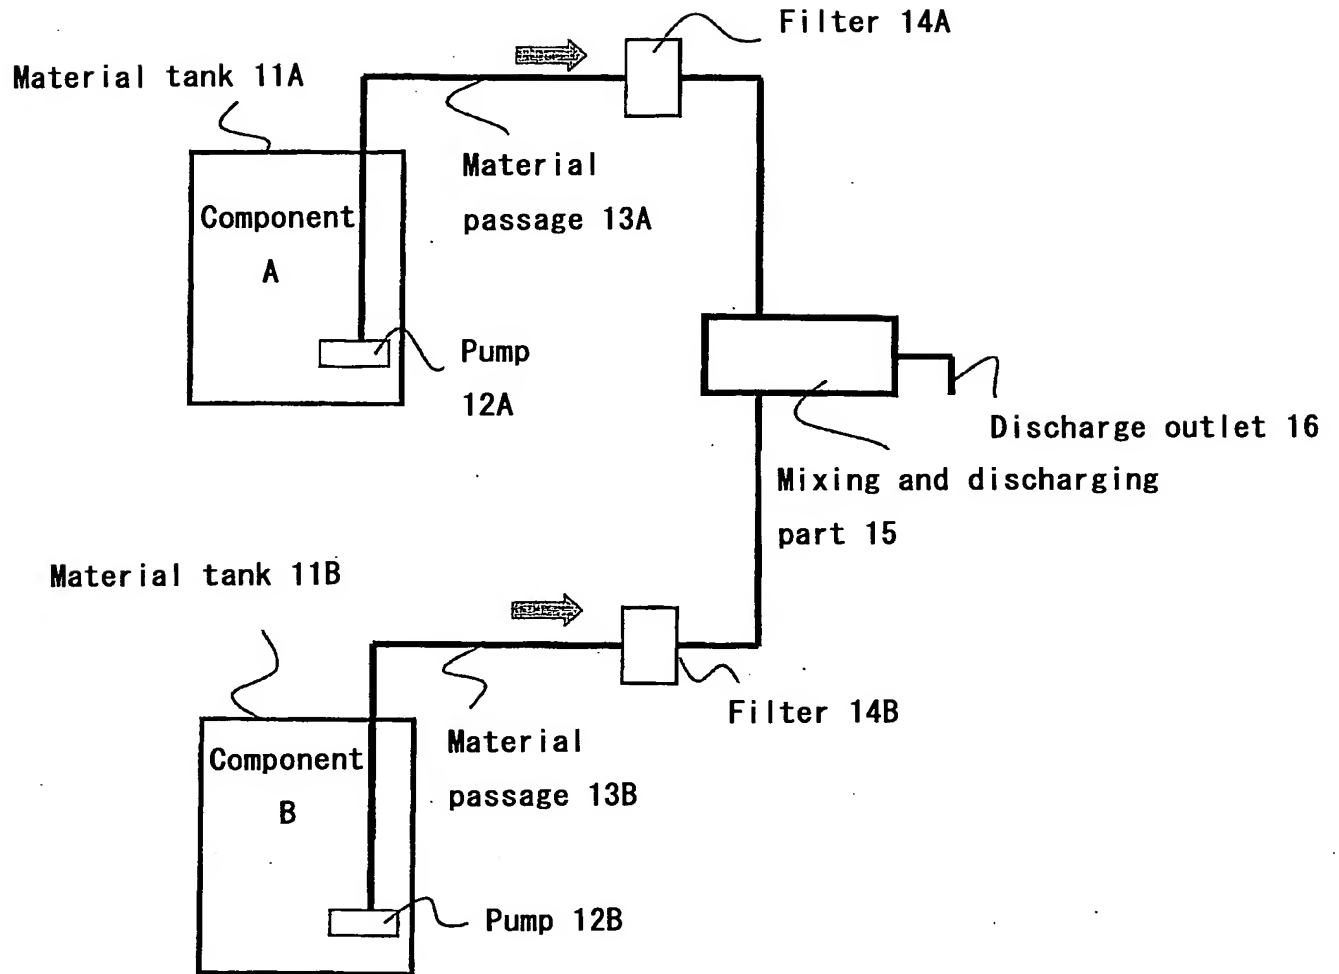 Filter 14A
Material tank 11A
Material
passage 13A
Component
A
Pump
12A
Discharge outlet 16
Mixing and discharging
part 15
Material tank 11B
Filter 14B
Material
passage 13B
Component
B
Pump 12B